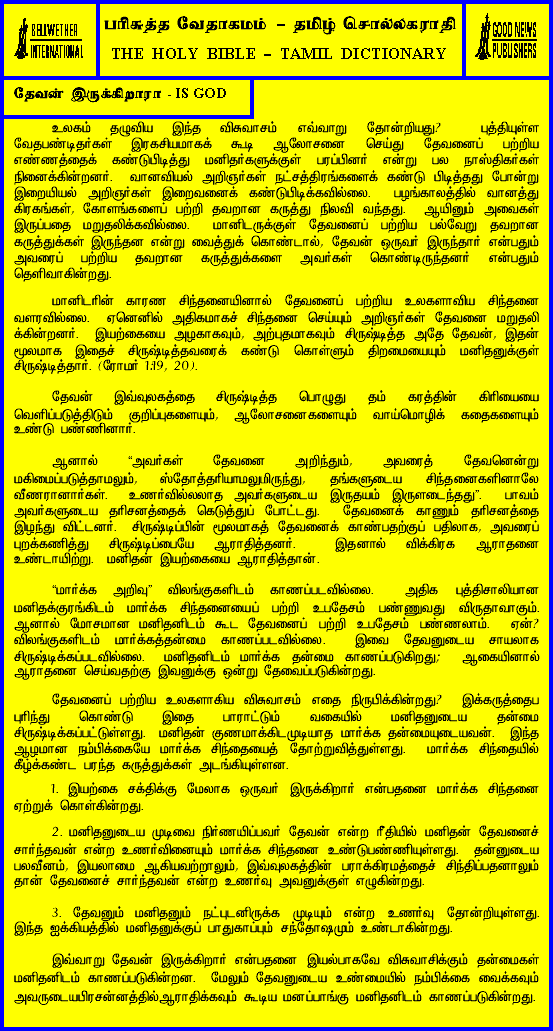 BELLWETHER
INTERNATIONAL
பரிசுத்த வேதாகமம் – தமிழ் சொல்லகராதி
THE HOLY BIBLE – TAMIL DICTIONARY
GOOD NEWS
PUBLISHERS
தேவன் இருக்கிறாரா - IS GOD
உலகம் தழுவிய இந்த விசுவாசம் எவ்வாறு தோன்றியது? புத்தியுள்ள
வேதபண்டிதர்கள் இரகசியமாகக் கூடி ஆலோசனை செய்து தேவனைப் பற்றிய
எண்ணத்தைக் கண்டுபிடித்து மனிதர்களுக்குள் பரப்பினர் என்று பல நாஸ்திகர்கள்
நினைக்கின்றனர். வானவியல் அறிஞர்கள் நட்சத்திரங்களைக் கண்டு பிடித்தது போன்று
இறையியல் அறிஞர்கள் இறைவனைக் கண்டுபிடிக்கவில்லை. பழங்காலத்தில் வானத்து
கிரகங்கள், கோளங்களைப் பற்றி தவறான கருத்து நிலவி வந்தது. ஆயினும் அவைகள்
இருப்பதை மறுதலிக்கவில்லை. மானிடருக்குள் தேவனைப் பற்றிய பல்வேறு தவறான
கருத்துக்கள் இருந்தன என்று வைத்துக் கொண்டால், தேவன் ஒருவர் இருந்தார் என்பதும்
அவரைப் பற்றிய தவறான கருத்துக்களை அவர்கள் கொண்டிருந்தனர் என்பதும்
தெளிவாகின்றது.
மானிடரின் காரண சிந்தனையினால் தேவனைப் பற்றிய உலகளாவிய சிந்தனை
வளரவில்லை. ஏனெனில் அதிகமாகச் சிந்தனை செய்யும் அறிஞர்கள் தேவனை மறுதலி
க்கின்றனர். இயற்கையை அழகாகவும், அற்புதமாகவும் சிருஷ்டித்த அதே தேவன், இதன்
மூலமாக இதைச் சிருஷ்டித்தவரைக் கண்டு கொள்ளும் திறமையையும் மனிதனுக்குள்
சிருஷ்டித்தார். (ரோமர் 1:19, 20).
தேவன் இவ்வுலகத்தை சிருஷ்டித்த பொழுது தம் கரத்தின் கிரியையை
வெளிப்படுத்திடும் குறிப்புகளையும், ஆலோசனைகளையும் வாய்மொழிக் கதைகளையும்
உண்டு பண்ணினார்.
ஆனால் “அவர்கள் தேவனை அறிந்தும், அவரைத் தேவனென்று
மகிமைப்படுத்தாமலும், ஸ்தோத்தரியாமலுமிருந்து, தங்களுடைய சிந்தனைகளினாலே
வீணரானார்கள். உணர்வில்லலாத அவர்களுடைய இருதயம் இருளடைந்தது”. பாவம்
அவர்களுடைய தரிசனத்தைக் கெடுத்துப் போட்டது. தேவனைக் காணும் தரிசனத்தை
இழந்து விட்டனர். சிருஷ்டிப்பின் மூலமாகத் தேவனைக் காண்பதற்குப் பதிலாக, அவரைப்
புறக்கணித்து சிருஷ்டிப்பையே ஆராதித்தனர். இதனால் விக்கிரக ஆராதனை
உண்டாயிற்று. மனிதன் இயற்கையை ஆராதித்தான்.
“மார்க்க அறிவு” விலங்குகளிடம் காணப்படவில்லை. அதிக புத்திசாலியான
மனிதக்குரங்கிடம் மார்க்க சிந்தனையைப் பற்றி உபதேசம் பண்ணுவது விருதாவாகும்.
ஆனால் மோசமான மனிதனிடம் கூட தேவனைப் பற்றி உபதேசம் பண்ணலாம். ஏன்?
விலங்குகளிடம் மார்க்கத்தன்மை காணப்படவில்லை. இவை தேவனுடைய சாயலாக
சிருஷ்டிக்கப்படவில்லை. மனிதனிடம் மார்க்க தன்மை காணப்படுகிறது; ஆகையினால்
ஆராதனை செய்வதற்கு இவனுக்கு ஒன்று தேவைப்படுகின்றது.
தேவனைப் பற்றிய உலகளாகிய விசுவாசம் எதை நிருபிக்கின்றது? இக்கருத்தைப
புரிந்து கொண்டு இதை பாராட்டும் வகையில் மனிதனுடைய தன்மை
சிருஷ்டிக்கப்பட்டுள்ளது. மனிதன் குணமாக்கிடமுடியாத மார்க்க தன்மையுடையவன். இந்த
ஆழமான நம்பிக்கையே மார்க்க சிந்தையைத் தோற்றுவித்துள்ளது. மார்க்க சிந்தையில்
கீழ்க்கண்ட பரந்த கருத்துக்கள் அடங்கியுள்ளன.
1. இயற்கை சக்திக்கு மேலாக ஒருவர் இருக்கிறார் என்பதனை மார்க்க சிந்தனை
ஏற்றுக் கொள்கின்றது.
2. மனிதனுடைய முடிவை நிர்ணயிப்பவர் தேவன் என்ற ரீதியில் மனிதன் தேவனைச்
சார்ந்தவன் என்ற உணர்வினையும் மார்க்க சிந்தனை உண்டுபண்ணியுள்ளது. தன்னுடைய
பலவீனம், இயலாமை ஆகியவற்றாலும், இவ்வுலகத்தின் பராக்கிரமத்தைச் சிந்திப்பதனாலும்
தான் தேவனைச் சார்ந்தவன் என்ற உணர்வு அவனுக்குள் எழுகின்றது.
3. தேவனும் மனிதனும் நட்புடனிருக்க முடியும் என்ற உணர்வு தோன்றியுள்ளது.
இந்த ஐக்கியத்தில் மனிதனுக்குப் பாதுகாப்பும் சந்தோஷமும் உண்டாகின்றது.
இவ்வாறு தேவன் இருக்கிறார் என்பதனை இயல்பாகவே விசுவாசிக்கும் தன்மைகள்
மனிதனிடம் காணப்படுகின்றன. மேலும் தேவனுடைய உண்மையில் நம்பிக்கை வைக்கவும்
அவருடையபிரசன்னத்தில்ஆராதிக்கவும் கூடிய மனப்பாங்கு மனிதனிடம் காணப்படுகின்றது.